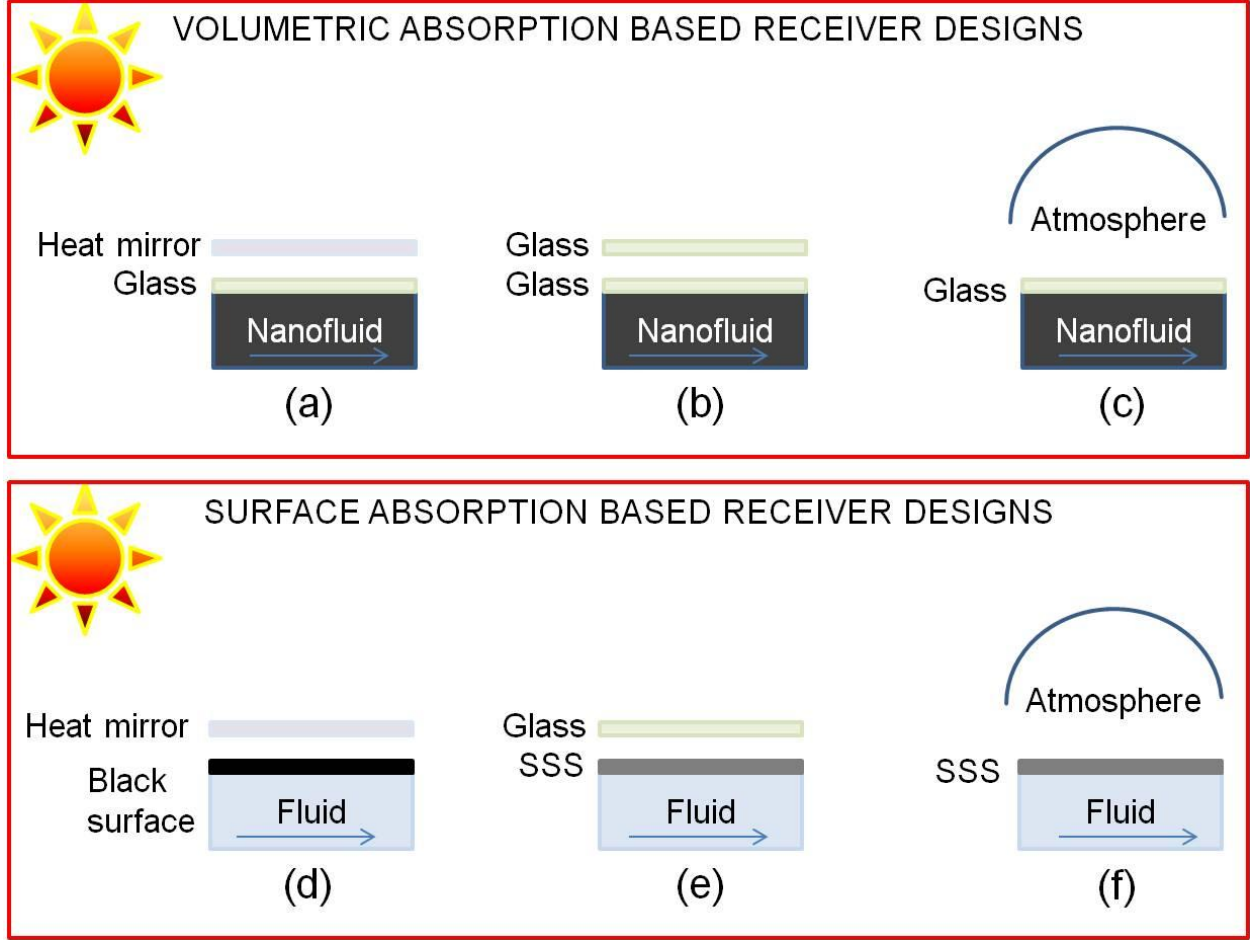 VOLUMETRIC ABSORPTION BASED RECEIVER DESIGNS
Atmosphere
Heat mirror
Glass
Nanofluid
(a)
Glass
Glass
Nanofluid
(b)
Glass
Nanofluid
(c)
SURFACE ABSORPTION BASED RECEIVER DESIGNS
Atmosphere
Heat mirror
Black
surface
Fluid
(d)
Glass
SSS
Fluid
(e)
SSS
Fluid
(f)